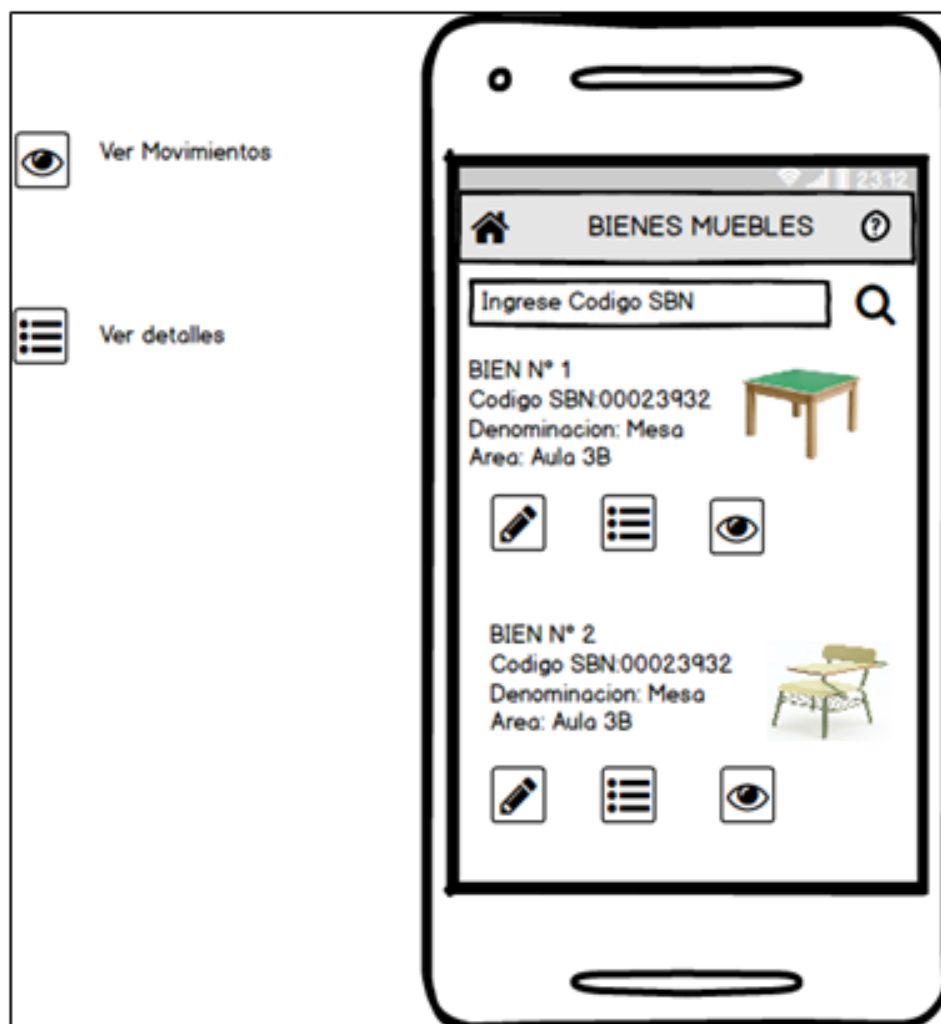 Ver Movimientos
Ver detalles
23:12
BIENES MUEBLES
Ingrese Codigo SBN
BIEN N° 1
Codigo SBN:00023932
Denominacion: Mesa
Area: Aula 3B
BIEN N° 2
Codigo SBN:00023932
Denominacion: Mesa
Area: Aula 3B